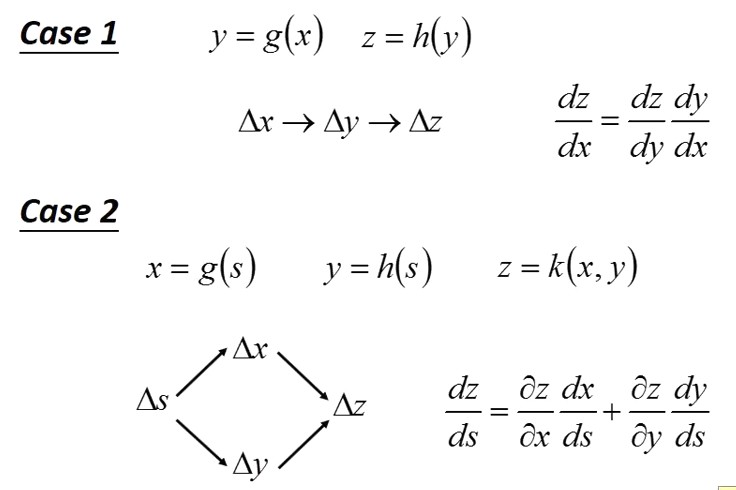 Case 1
y = g(x) z = h(y)
Δx → Δy → Δz
dz/dx = dz/dy dy/dx
Case 2
x = g(s) y = h(s) z = k(x, y)
Δx
Δs Δz
Δy
dz/ds = ∂z/∂x dx/ds + ∂z/∂y dy/ds